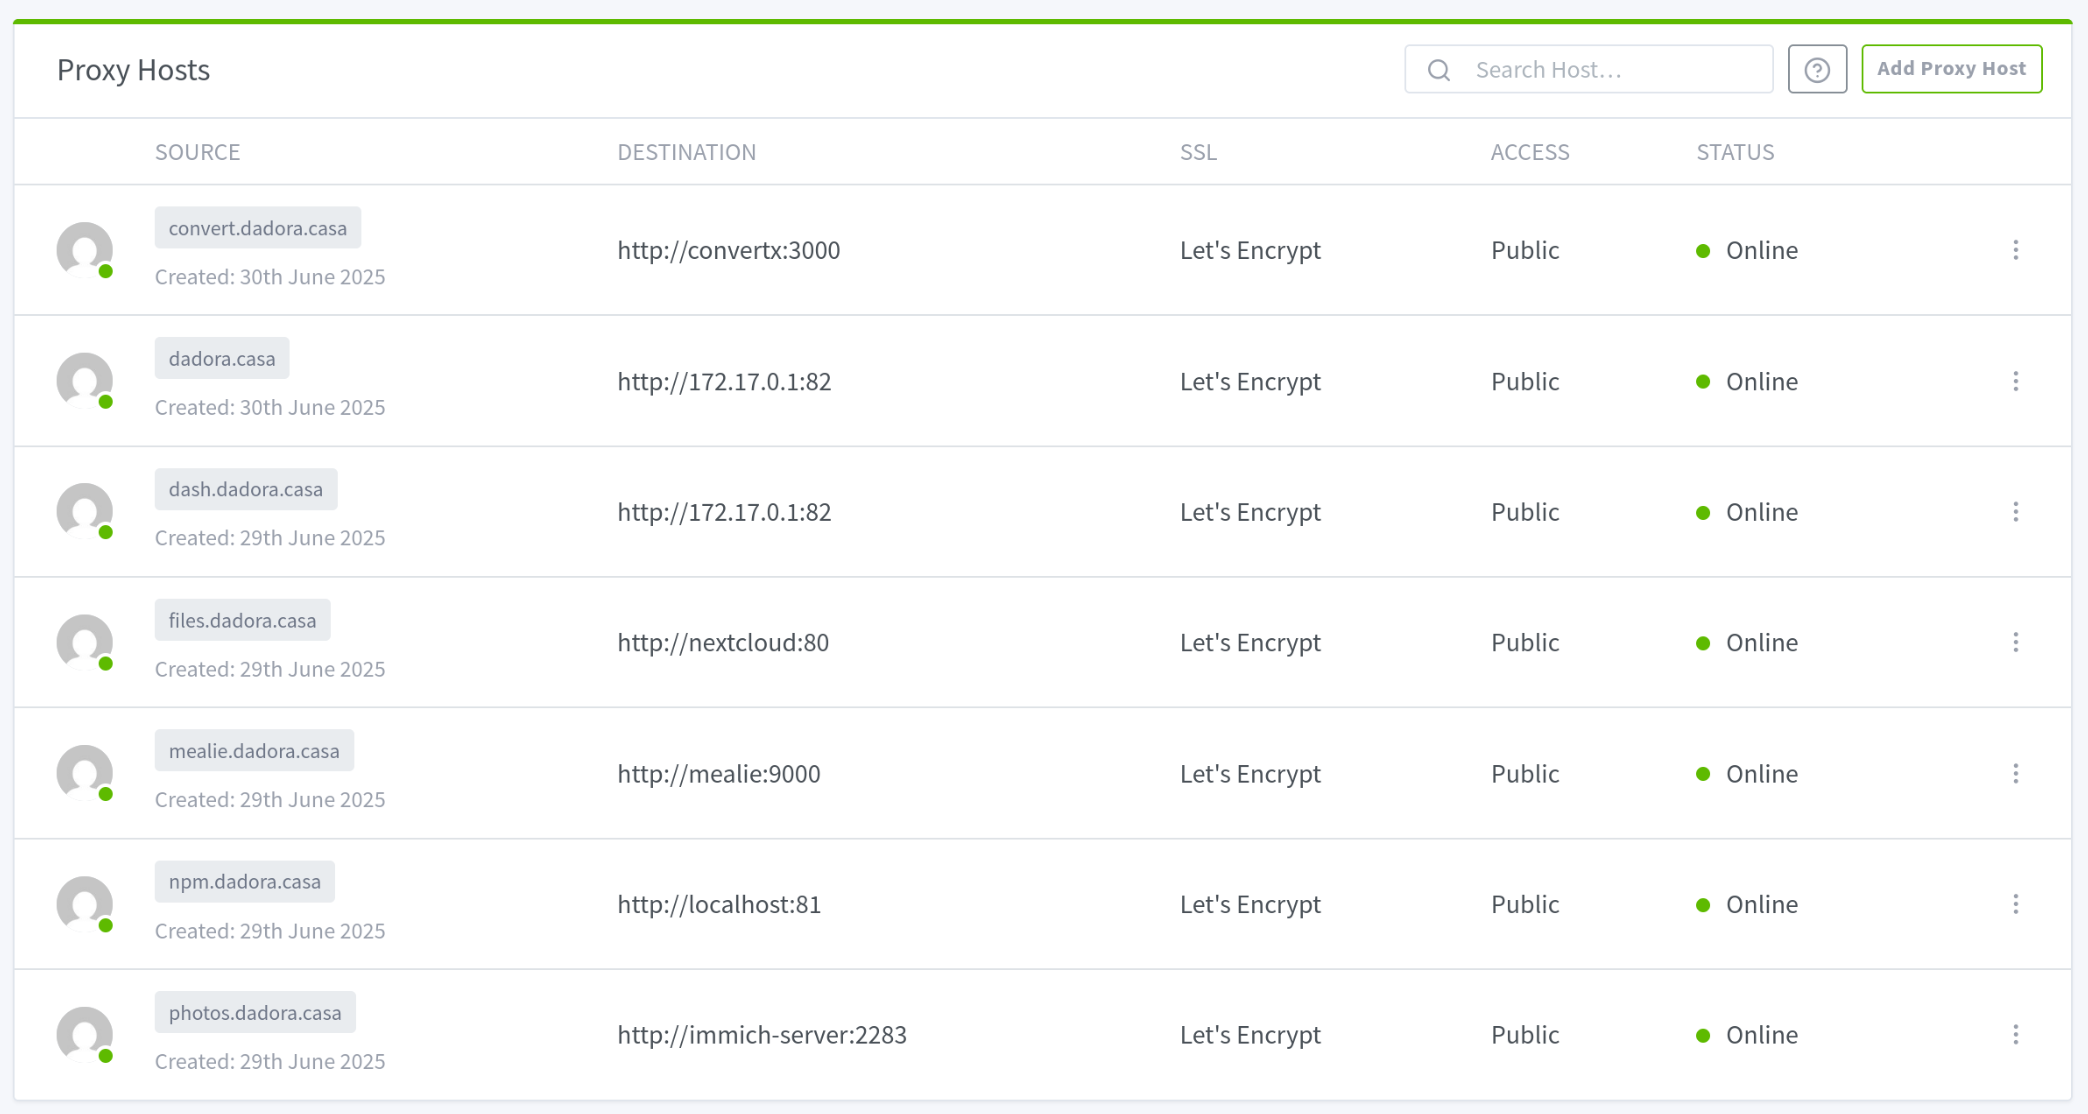 Proxy Hosts
Search Host…
Add Proxy Host
SOURCE DESTINATION SSL ACCESS STATUS
convert.dadora.casa
Created: 30th June 2025
http://convertx:3000 Let's Encrypt Public Online
dadora.casa
Created: 30th June 2025
http://172.17.0.1:82 Let's Encrypt Public Online
dash.dadora.casa
Created: 29th June 2025
http://172.17.0.1:82 Let's Encrypt Public Online
files.dadora.casa
Created: 29th June 2025
http://nextcloud:80 Let's Encrypt Public Online
mealie.dadora.casa
Created: 29th June 2025
http://mealie:9000 Let's Encrypt Public Online
npm.dadora.casa
Created: 29th June 2025
http://localhost:81 Let's Encrypt Public Online
photos.dadora.casa
Created: 29th June 2025
http://immich-server:2283 Let's Encrypt Public Online